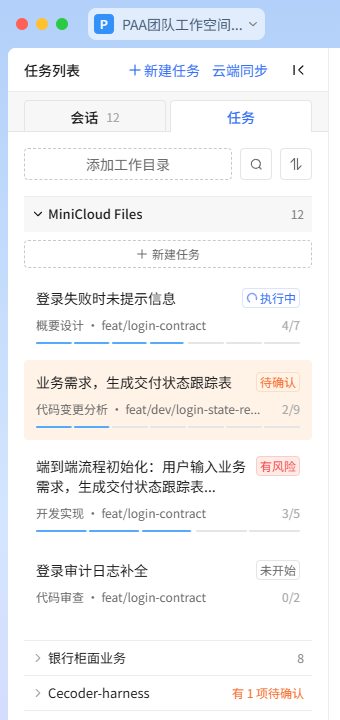 P PAA团队工作空间...
任务列表 +新建任务 云端同步
会话 12 任务
添加工作目录
MiniCloud Files 12
+ 新建任务
登录失败时未提示信息 执行中
概要设计 • feat/login-contract 4/7
业务需求，生成交付状态跟踪表 待确认
代码变更分析 • feat/dev/login-state-re... 2/9
端到端流程初始化：用户输入业务 有风险
需求，生成交付状态跟踪表...
开发实现 • feat/login-contract 3/5
登录审计日志补全 未开始
代码审查 • feat/login-contract 0/2
银行柜面业务 8
Cecoder-harness 有 1 项待确认